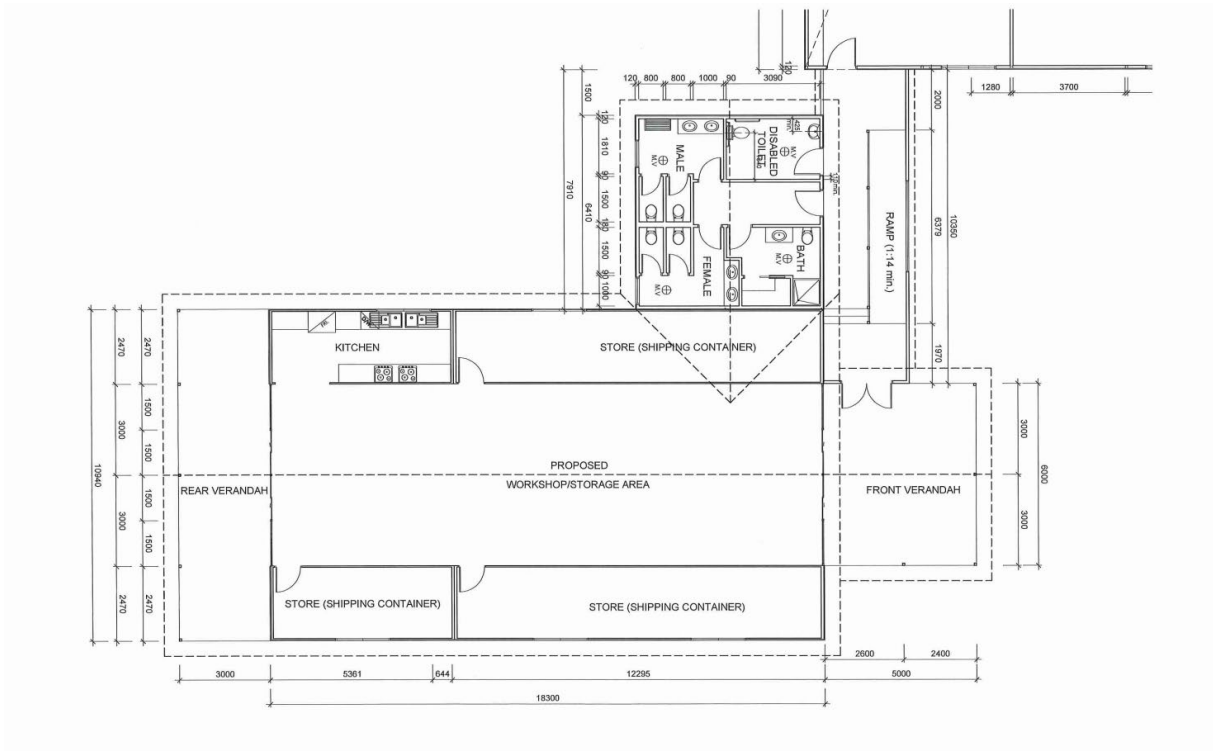 120
800
800
1000
90
3090
120
1280
3700
1500
2000
120
1810
90
1500
180
1500
90
1000
7910
6410
MALE
M.V
DISABLED
TOILET
M.V
425
min.
FEMALE
M.V
BATH
M.V
RAMP (1:14 min.)
6379
10350
1970
KITCHEN
STORE (SHIPPING CONTAINER)
2470
2470
1500
3000
1500
10940
1500
3000
1500
2470
2470
PROPOSED
WORKSHOP/STORAGE AREA
REAR VERANDAH
FRONT VERANDAH
3000
6000
3000
STORE (SHIPPING CONTAINER)
STORE (SHIPPING CONTAINER)
2600
2400
3000
5361
644
12295
5000
18300